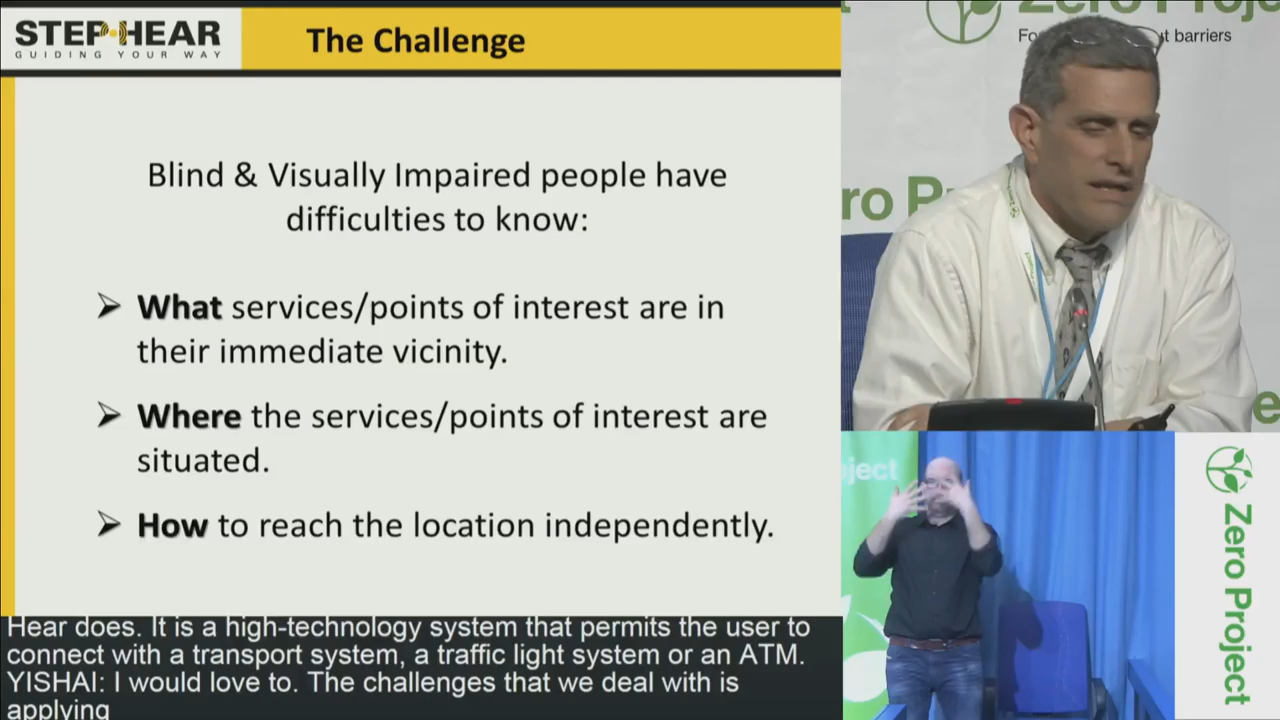 STEP-HEAR
GUIDING YOUR WAY
The Challenge
Blind & Visually Impaired people have
difficulties to know:
➢ What services/points of interest are in
their immediate vicinity.
➢ Where the services/points of interest are
situated.
➢ How to reach the location independently.
Hear does. It is a high-technology system that permits the user to
connect with a transport system, a traffic light system or an ATM.
YISHAI: I would love to. The challenges that we deal with is
applying
Zero Project
barriers
Zero Project